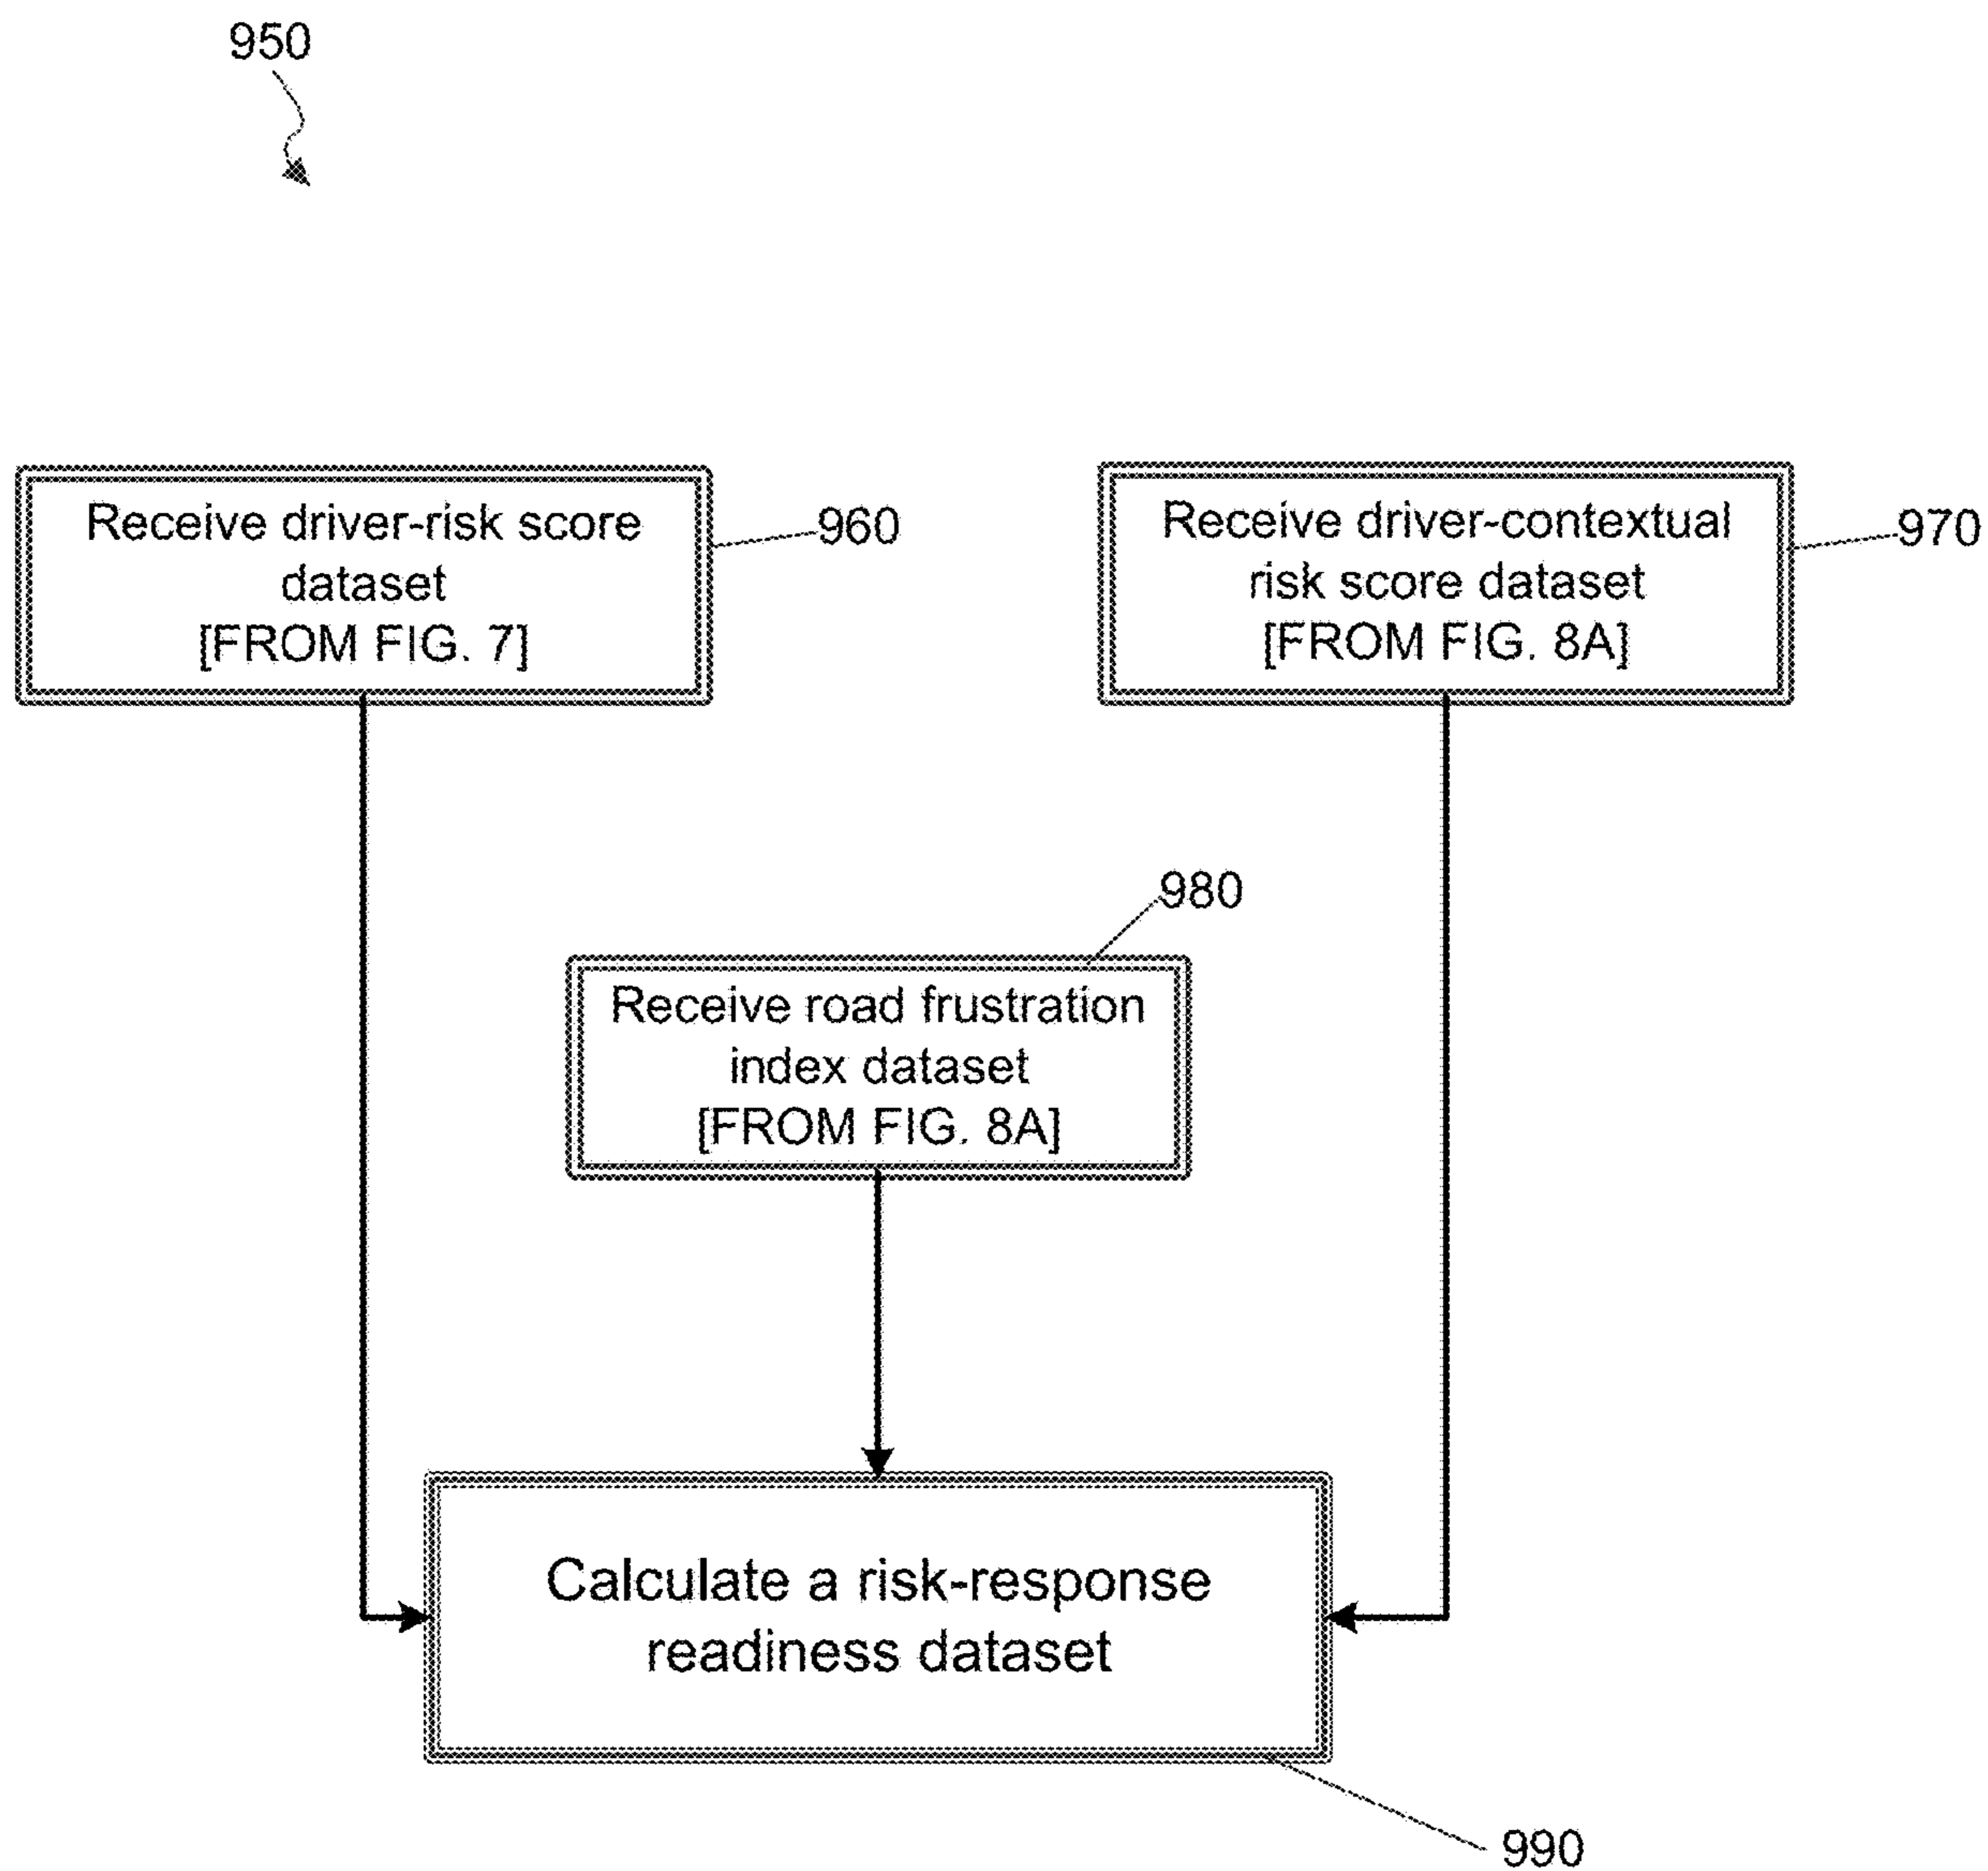 950
Receive driver-risk score
dataset
[FROM FIG. 7]
960
Receive driver-contextual
risk score dataset
[FROM FIG. 8A]
970
980
Receive road frustration
index dataset
[FROM FIG. 8A]
Calculate a risk-response
readiness dataset
990